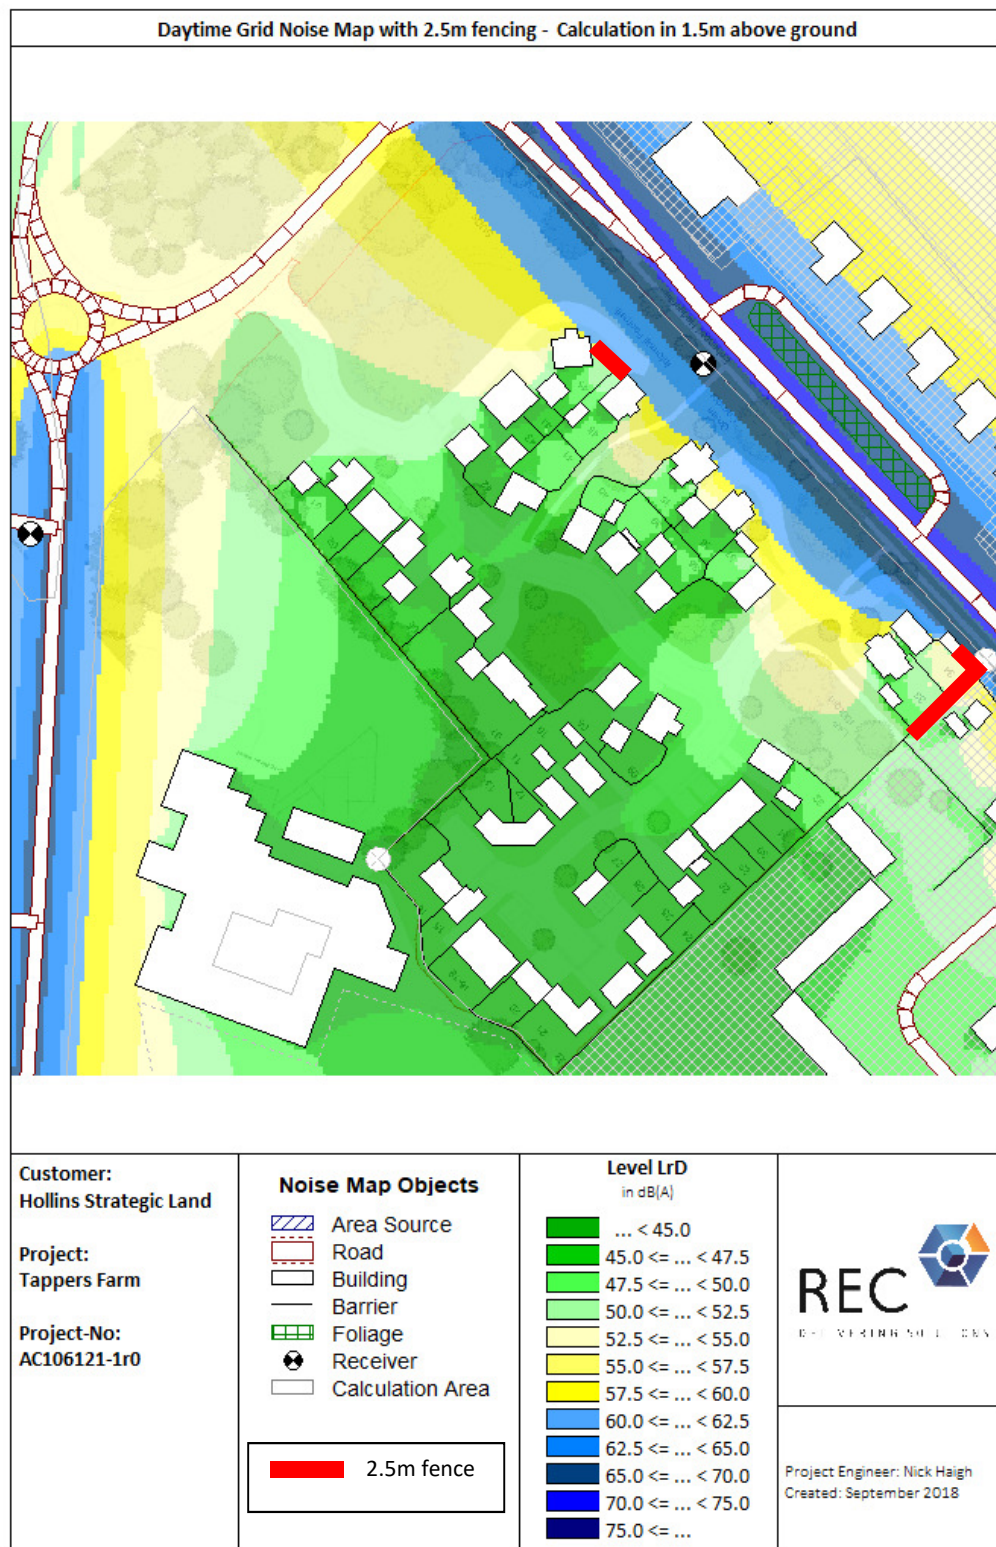 Daytime Grid Noise Map with 2.5m fencing - Calculation in 1.5m above ground
Customer:
Hollins Strategic Land
Project:
Tappers Farm
Project-No:
AC106121-1r0
Noise Map Objects
Area Source
Road
Building
Barrier
Foliage
Receiver
Calculation Area
2.5m fence
Level LrD
in dB(A)
... < 45.0
45.0 <= ... < 47.5
47.5 <= ... < 50.0
50.0 <= ... < 52.5
52.5 <= ... < 55.0
55.0 <= ... < 57.5
57.5 <= ... < 60.0
60.0 <= ... < 62.5
62.5 <= ... < 65.0
65.0 <= ... < 70.0
70.0 <= ... < 75.0
75.0 <= ...
REC
Project Engineer: Nick Haigh
Created: September 2018